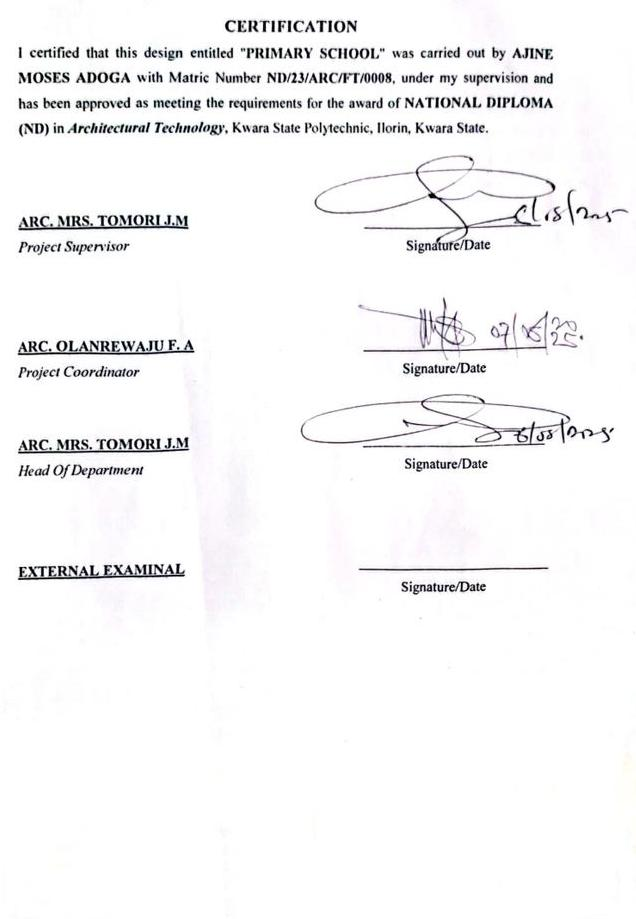 CERTIFICATION
I certified that this design entitled "PRIMARY SCHOOL" was carried out by AJINE
MOSES ADOGA with Matric Number ND/23/ARC/FT/0008, under my supervision and
has been approved as meeting the requirements for the award of NATIONAL DIPLOMA
(ND) in Architectural Technology, Kwara State Polytechnic, Ilorin, Kwara State.
ARC. MRS. TOMORI J.M
Project Supervisor
Signature/Date
ARC. OLANREWAJU F. A
07/08/2025.
Project Coordinator
Signature/Date
ARC. MRS. TOMORI J.M
Head Of Department
Signature/Date
EXTERNAL EXAMINAL
Signature/Date